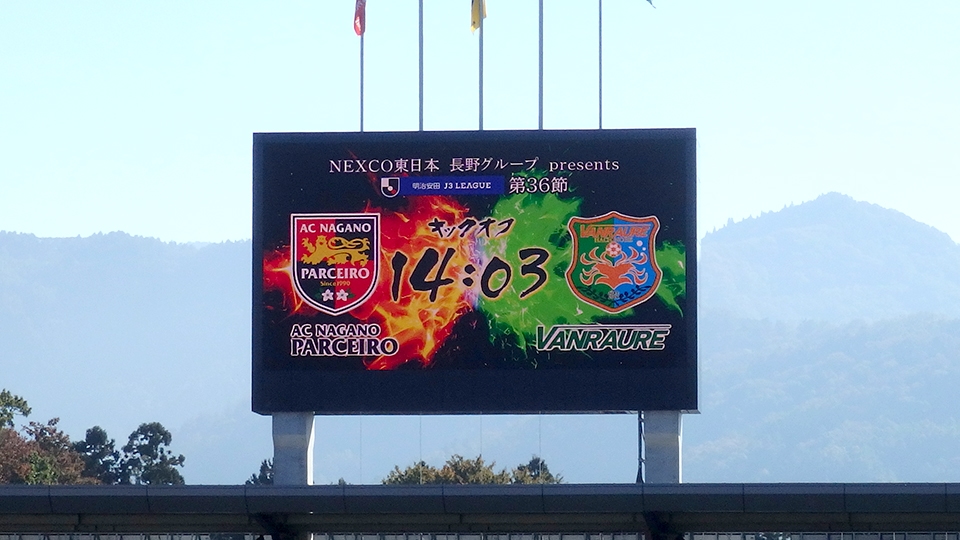 NEXCO東日本 長野グループ presents
明治安田 J3 LEAGUE 第36節
キックオフ
14:03
AC NAGANO
PARCEIRO
Since 1990
VANRAURE
HACHINOHE
AC NAGANO
PARCEIRO
VANRAURE